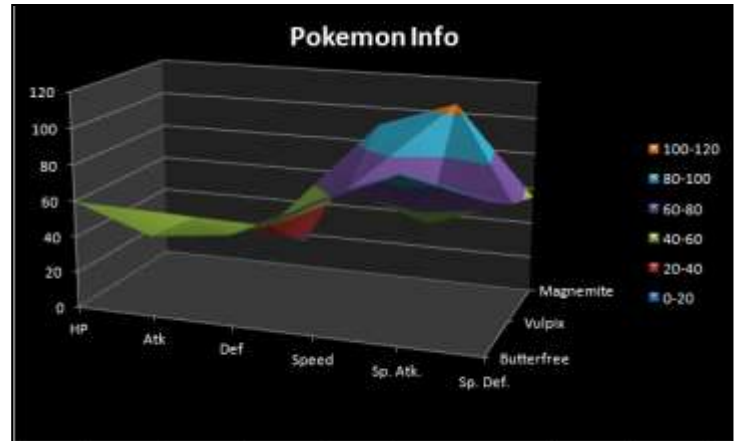 Pokemon Info
120
100
80
60
40
20
0
HP
Atk
Def
Speed
Sp. Atk.
Sp. Def.
Magnemite
Vulpix
Butterfree
100-120
80-100
60-80
40-60
20-40
0-20